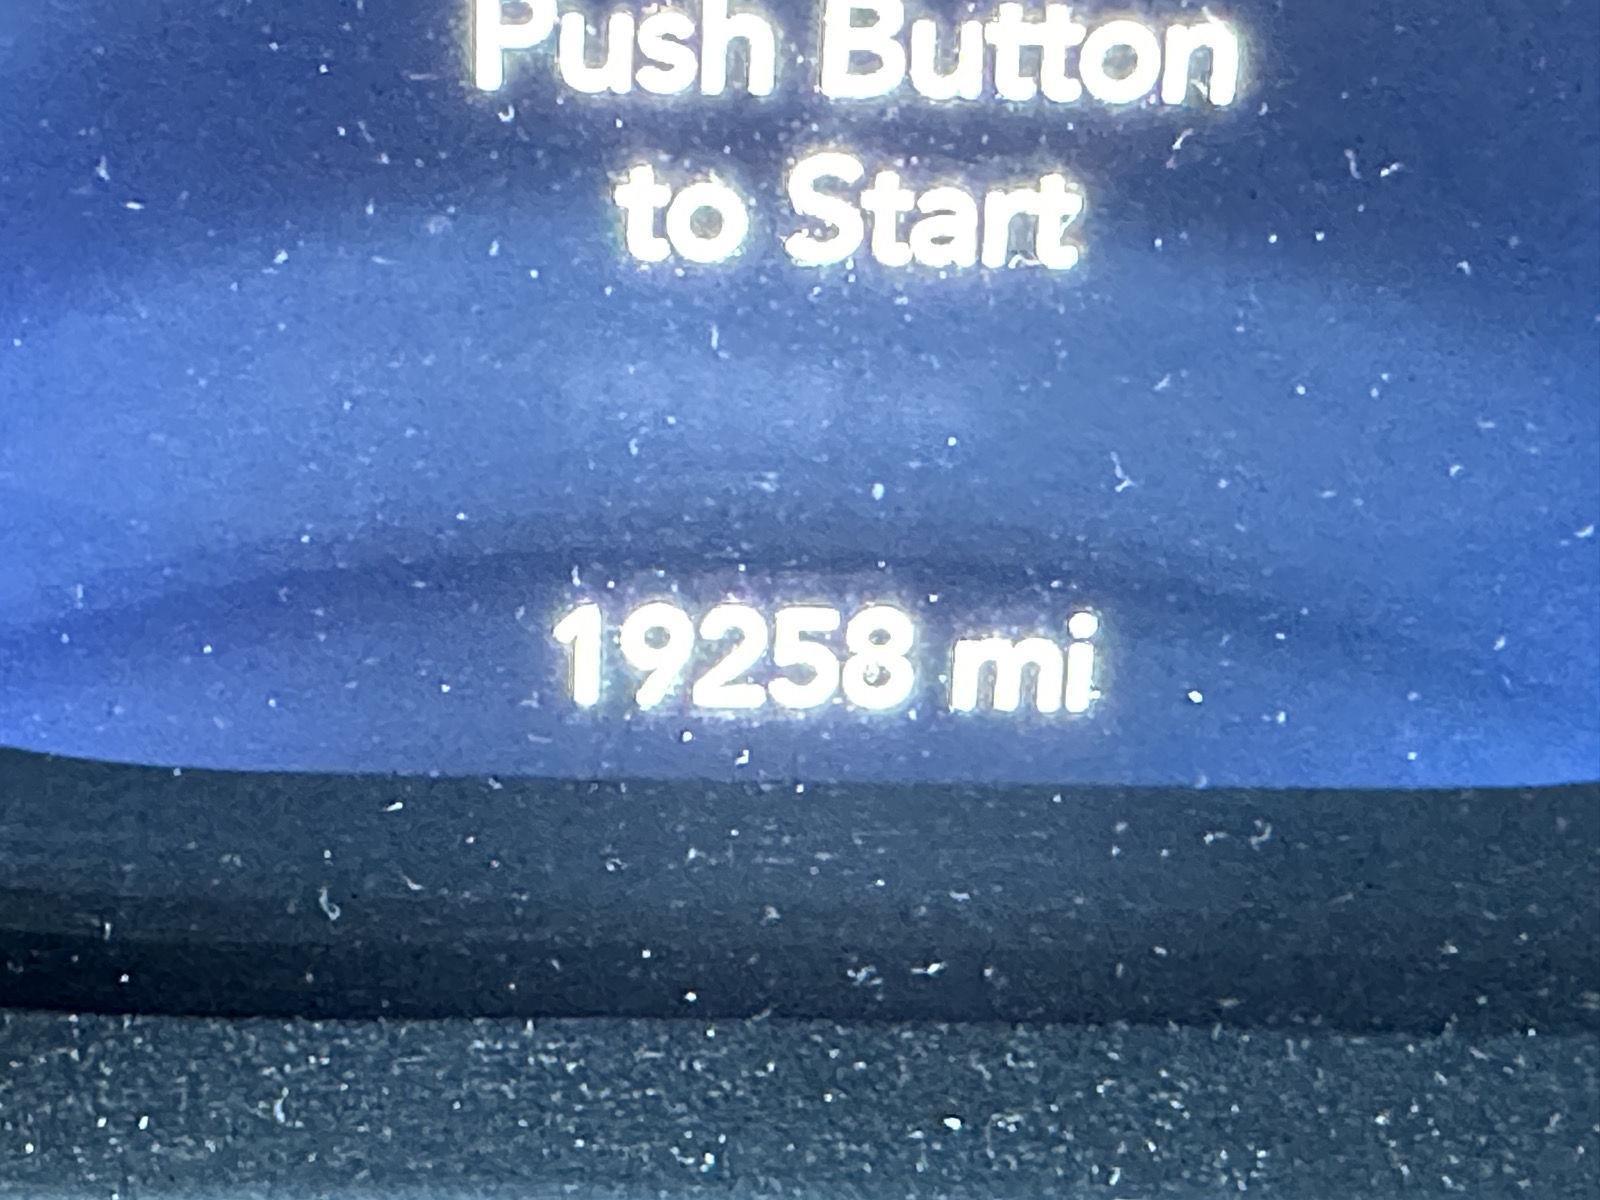 Push Button
to Start
19258 mi